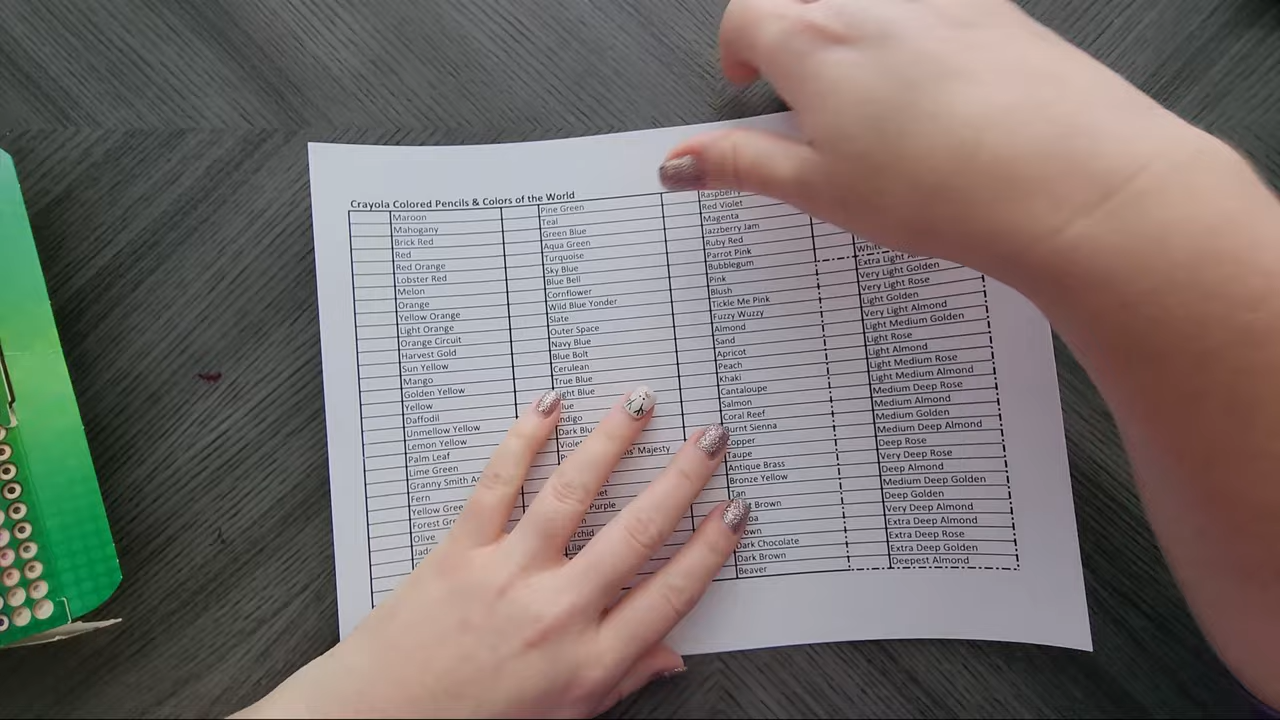 Crayola Colored Pencils & Colors of the World
Maroon
Mahogany
Brick Red
Red
Red Orange
Lobster Red
Melon
Orange
Yellow Orange
Light Orange
Orange Circuit
Harvest Gold
Sun Yellow
Mango
Golden Yellow
Yellow
Daffodil
Unmellow Yellow
Lemon Yellow
Palm Leaf
Lime Green
Granny Smith
Fern
Yellow
Forest
Olive
Pine Green
Teal
Green Blue
Aqua Green
Turquoise
Sky Blue
Blue Bell
Cornflower
Wild Blue Yonder
Slate
Outer Space
Navy Blue
Blue Bolt
Cerulean
True Blue
Blue
Dark
Majesty
Purple
Raspberry
Red Violet
Magenta
Jazzberry Jam
Ruby Red
Parrot Pink
Bubblegum
Pink
Blush
Tickle Me Pink
Fuzzy Wuzzy
Almond
Sand
Apricot
Peach
Khaki
Cantaloupe
Salmon
Coral Reef
Sienna
Taupe
Antique Brass
Bronze Yellow
Tan
Brown
Dark Chocolate
Dark Brown
Beaver
Extra Light
Very Light Golden
Very Light Rose
Light Golden
Very Light Almond
Light Medium Golden
Light Rose
Light Almond
Light Medium Rose
Light Medium Almond
Medium Deep Rose
Medium Almond
Medium Golden
Medium Deep Almond
Deep Rose
Very Deep Rose
Deep Almond
Medium Deep Golden
Deep Golden
Very Deep Almond
Extra Deep Almond
Extra Deep Rose
Extra Deep Golden
Deepest Almond